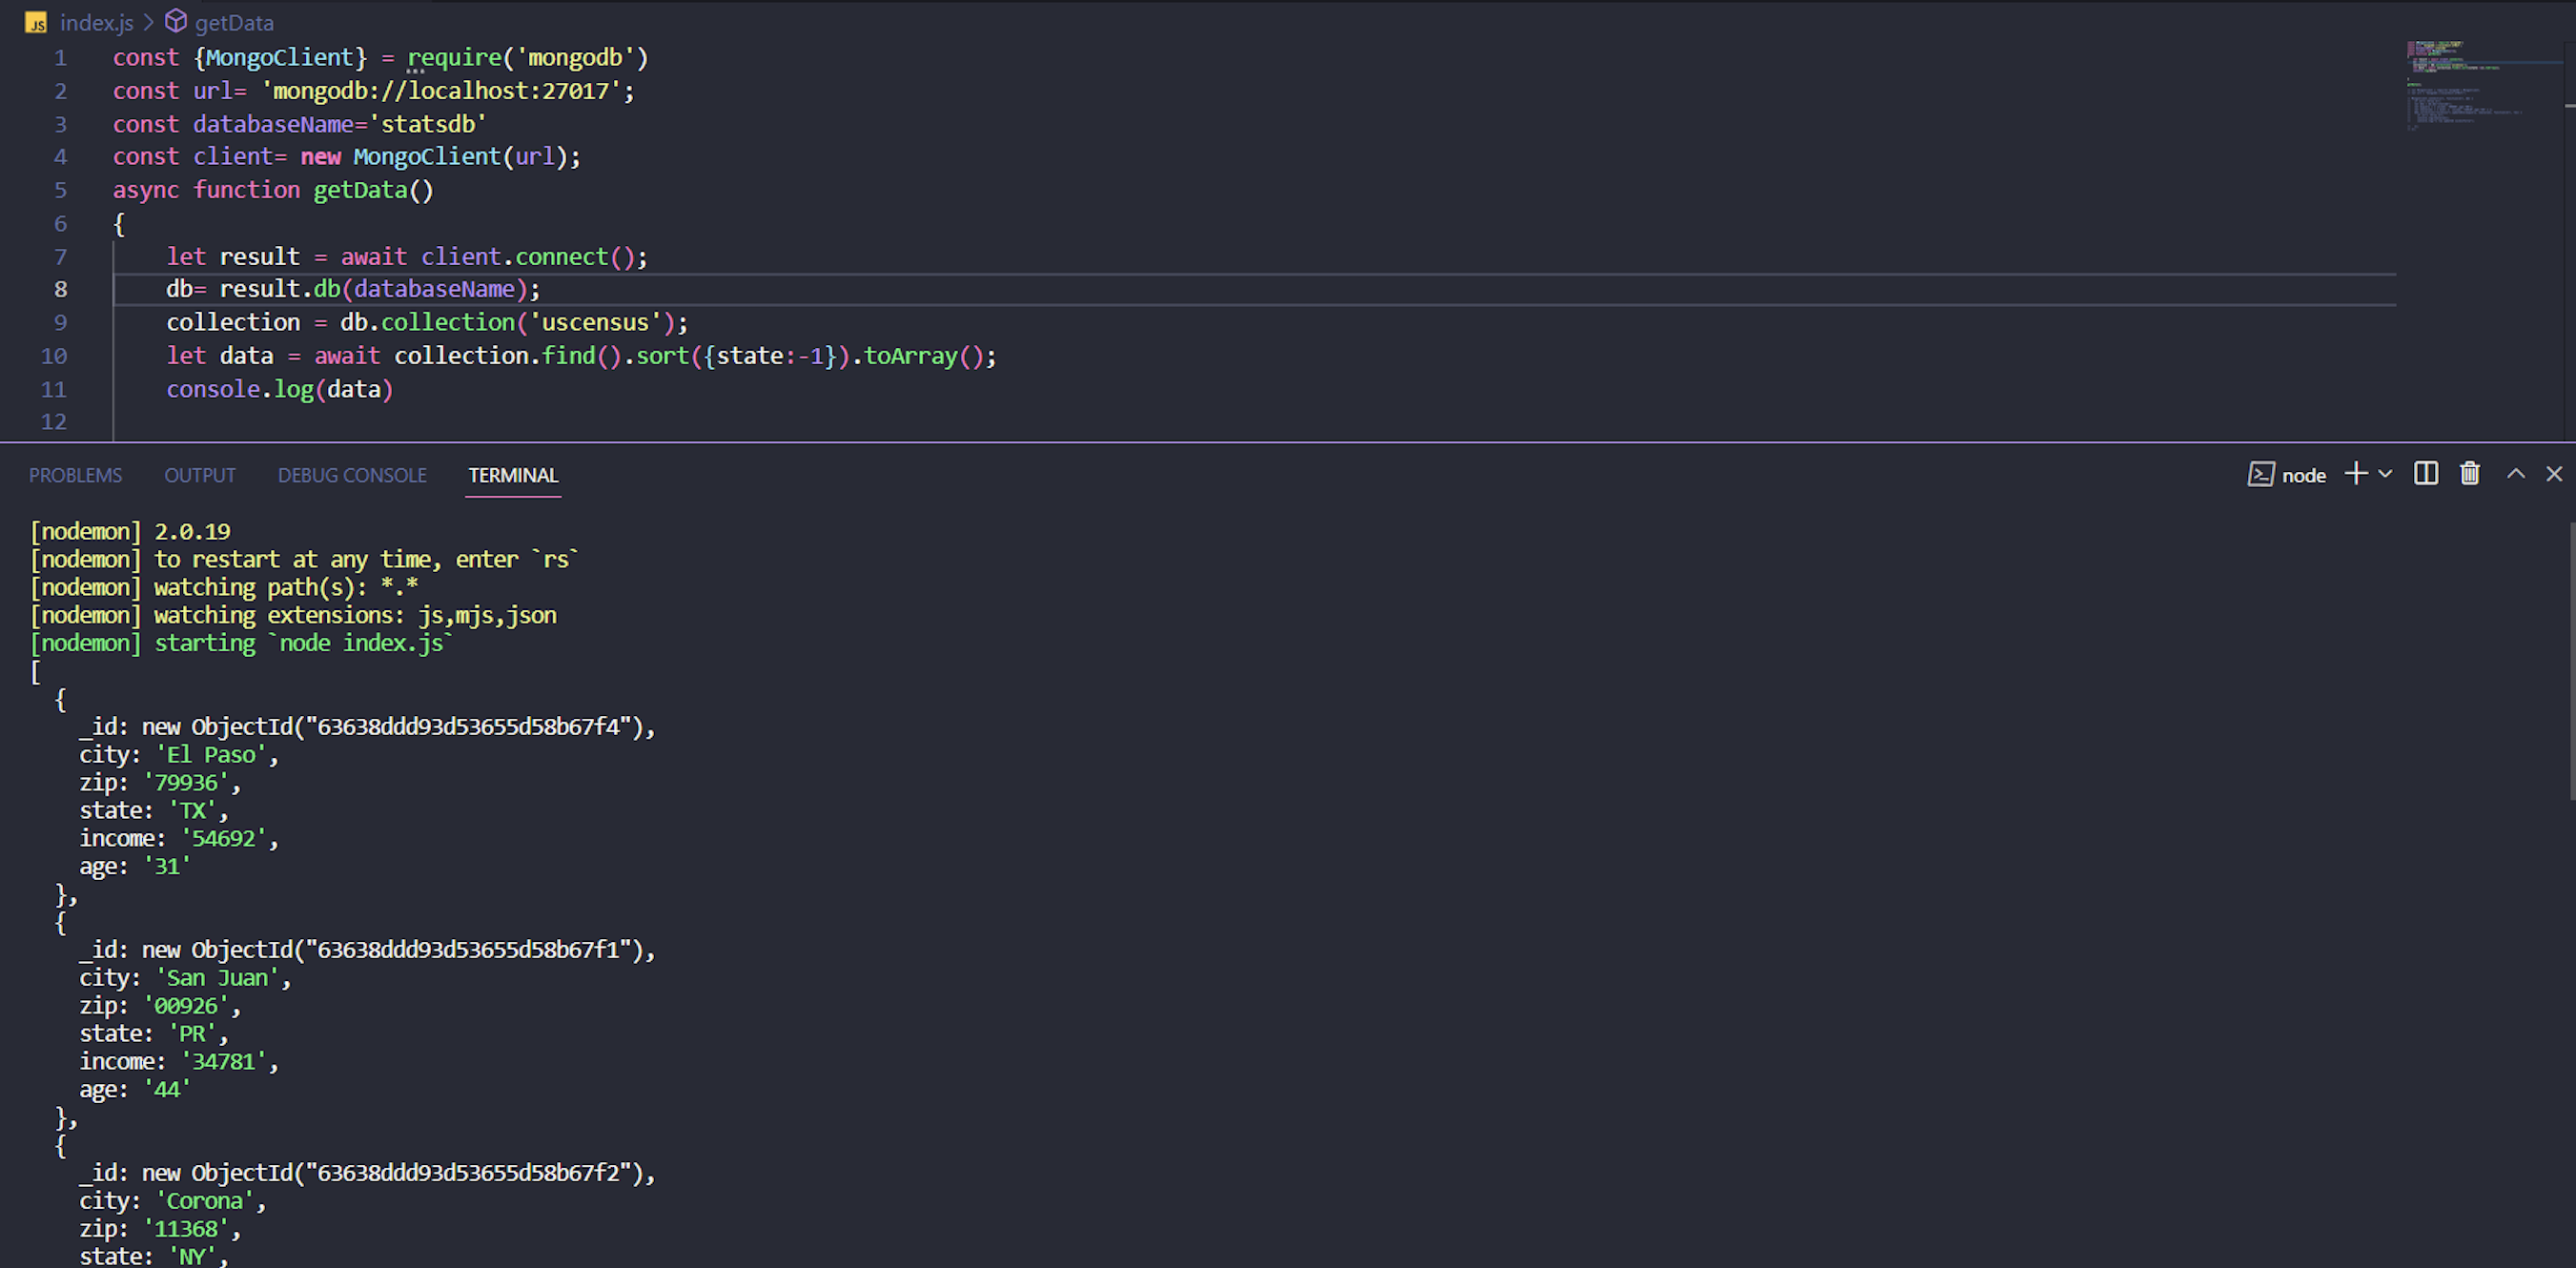 JS index.js > getData
1 const {MongoClient} = require('mongodb')
2 const url= 'mongodb://localhost:27017';
3 const databaseName='statsdb'
4 const client= new MongoClient(url);
5 async function getData()
6 {
7 let result = await client.connect();
8 db= result.db(databaseName);
9 collection = db.collection('uscensus');
10 let data = await collection.find().sort({state:-1}).toArray();
11 console.log(data)
12
PROBLEMS OUTPUT DEBUG CONSOLE TERMINAL node
[nodemon] 2.0.19
[nodemon] to restart at any time, enter `rs`
[nodemon] watching path(s): *.*
[nodemon] watching extensions: js,mjs,json
[nodemon] starting `node index.js`
[
{
_id: new ObjectId("63638ddd93d53655d58b67f4"),
city: 'El Paso',
zip: '79936',
state: 'TX',
income: '54692',
age: '31'
},
{
_id: new ObjectId("63638ddd93d53655d58b67f1"),
city: 'San Juan',
zip: '00926',
state: 'PR',
income: '34781',
age: '44'
},
{
_id: new ObjectId("63638ddd93d53655d58b67f2"),
city: 'Corona',
zip: '11368',
state: 'NY',